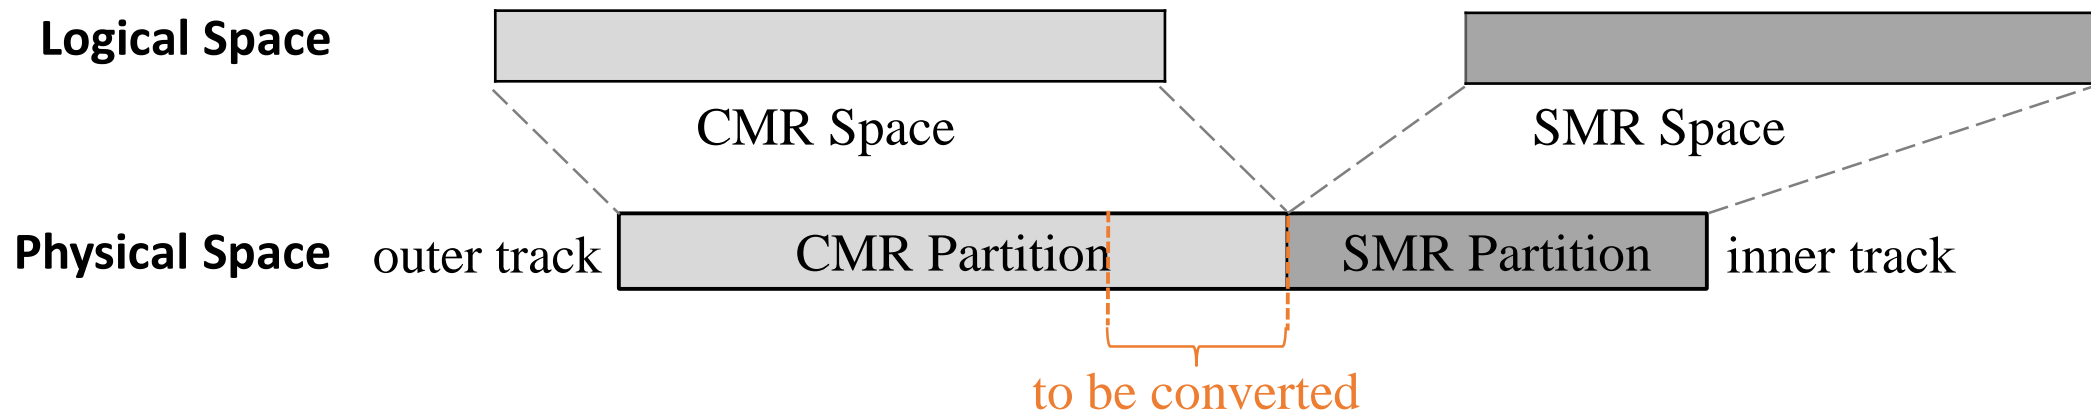 Logical Space
CMR Space
SMR Space
Physical Space
outer track
CMR Partition
SMR Partition
inner track
to be converted